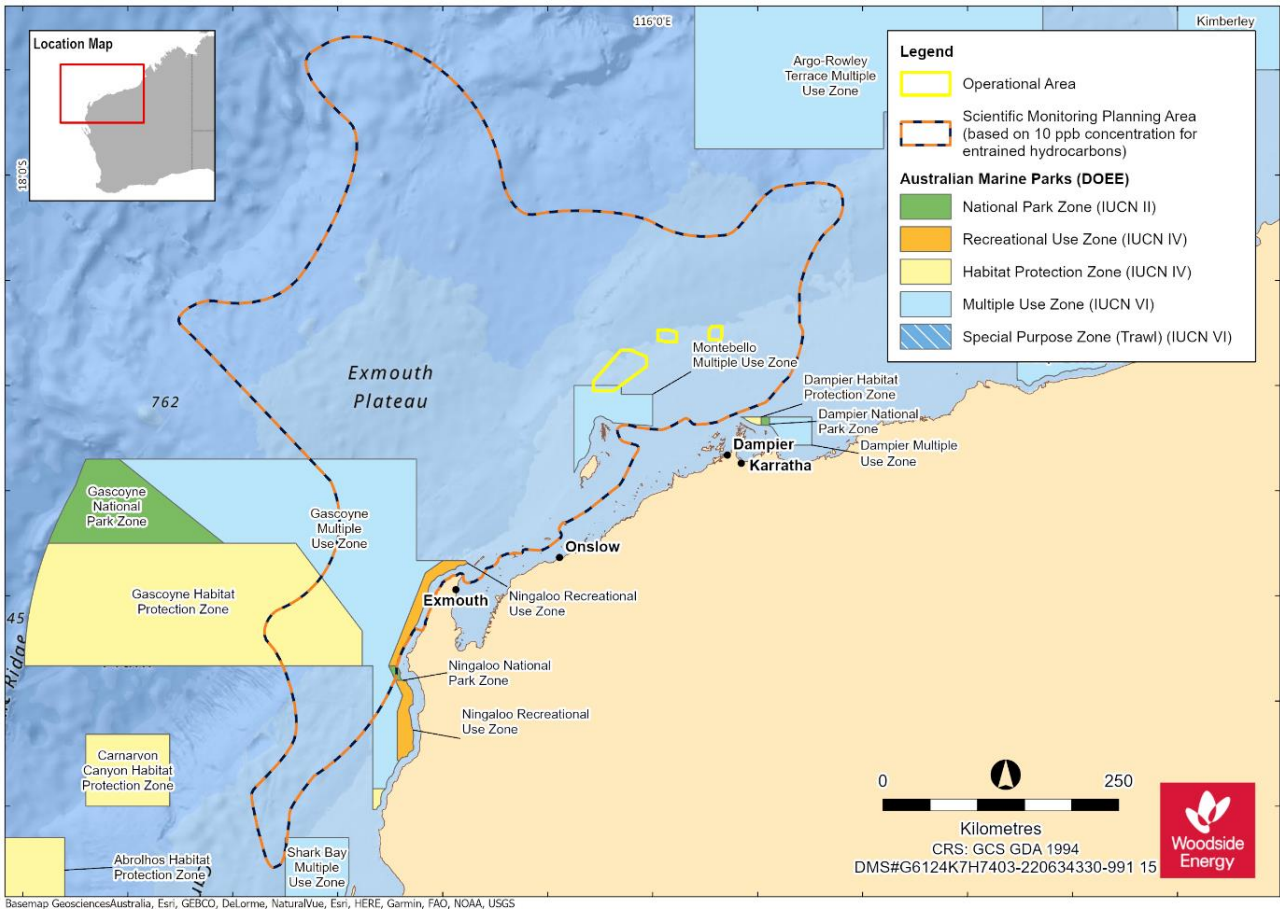 116°0'E
Kimberley
Location Map
Argo-Rowley
Terrace Multiple
Use Zone
Legend
Operational Area
Scientific Monitoring Planning Area
(based on 10 ppb concentration for
entrained hydrocarbons)
Australian Marine Parks (DOEE)
National Park Zone (IUCN II)
Recreational Use Zone (IUCN IV)
Habitat Protection Zone (IUCN IV)
Multiple Use Zone (IUCN VI)
Special Purpose Zone (Trawl) (IUCN VI)
18°0'S
Montebello
Multiple Use Zone
Exmouth
Plateau
762
Dampier Habitat
Protection Zone
Dampier National
Park Zone
Dampier Multiple
Use Zone
Dampier
Karratha
Gascoyne
National
Park Zone
Gascoyne
Multiple
Use Zone
Onslow
Gascoyne Habitat
Protection Zone
Exmouth
Ningaloo Recreational
Use Zone
45
Ridge
Ningaloo National
Park Zone
Ningaloo Recreational
Use Zone
Carnarvon
Canyon Habitat
Protection Zone
0
250
Kilometres
CRS: GCS GDA 1994
DMS#G6124K7H7403-220634330-991 15
Woodside
Energy
Abrolhos Habitat
Protection Zone
Shark Bay
Multiple
Use Zone
Basemap GeosciencesAustralia, Esri, GEBCO, DeLorme, NaturalVue, Esri, HERE, Garmin, FAO, NOAA, USGS